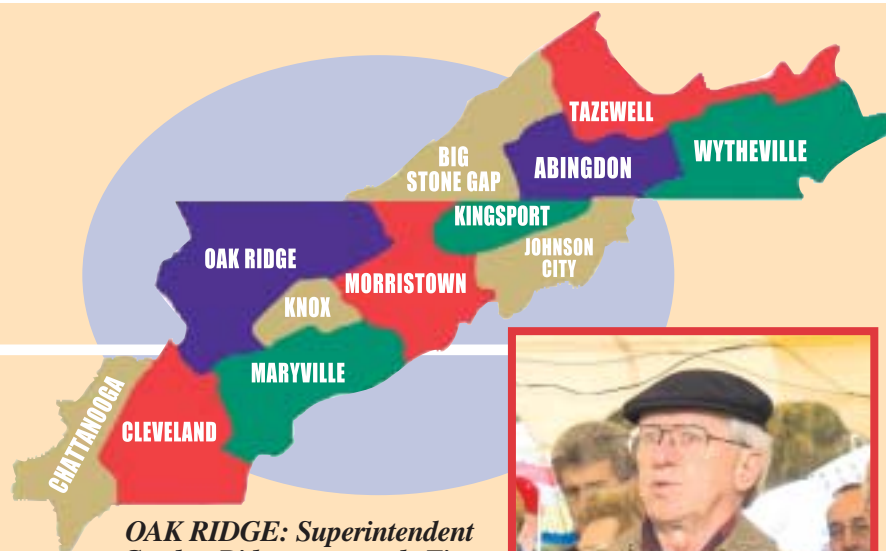 TAZEWELL
BIG
STONE GAP
ABINGDON
WYTHEVILLE
KINGSPORT
OAK RIDGE
JOHNSON
CITY
MORRISTOWN
KNOX
MARYVILLE
CHATTANOOGA
CLEVELAND
OAK RIDGE: Superintendent